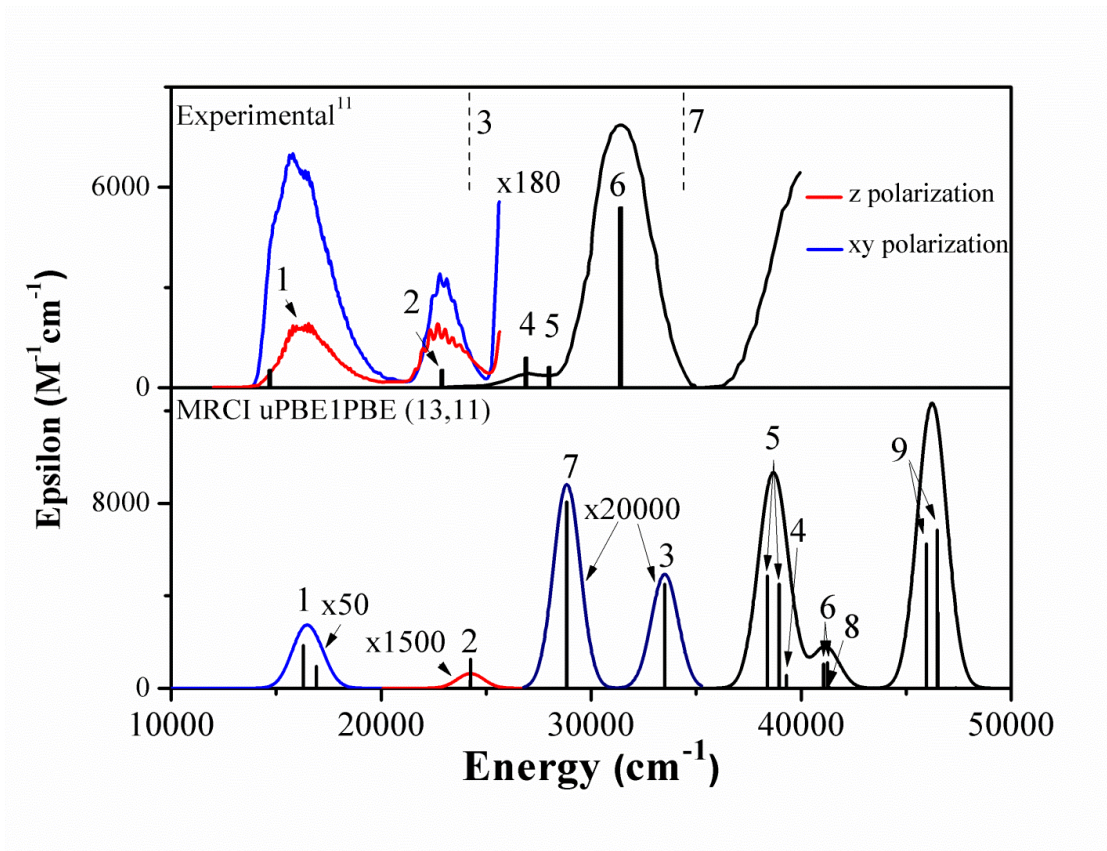 Experimental11
3
7
x180
6000
6
z polarization
xy polarization
1
2
4
5
0
MRCI uPBE1PBE (13,11)
8000
7
x20000
3
5
4
9
1
x50
x1500
2
6
8
0
10000
20000
30000
40000
50000
Energy (cm-1)
Epsilon (M-1cm-1)